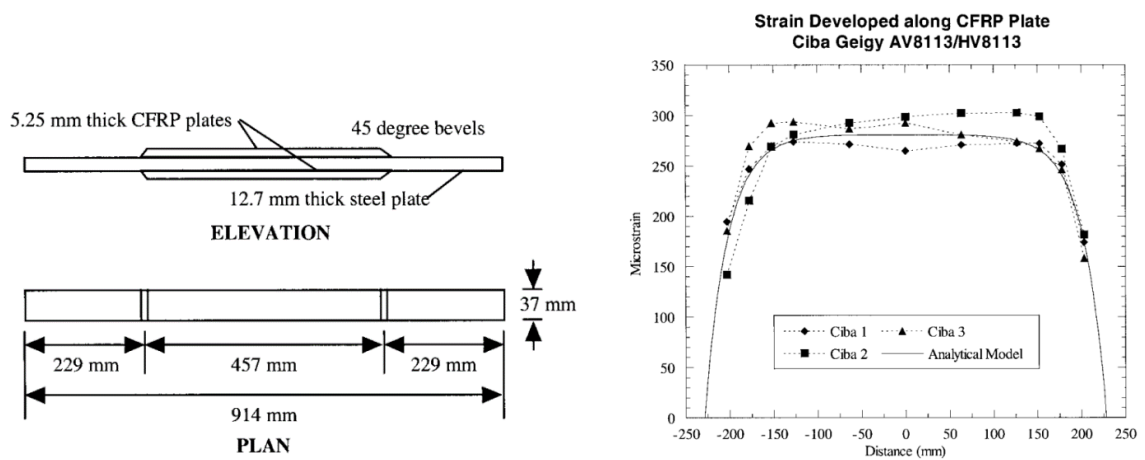 5.25 mm thick CFRP plates
45 degree bevels
12.7 mm thick steel plate
ELEVATION
37 mm
229 mm
457 mm
229 mm
914 mm
PLAN
Strain Developed along CFRP Plate
Ciba Geigy AV8113/HV8113
Microstrain
350
300
250
200
150
100
50
0
Ciba 1
Ciba 3
Ciba 2
Analytical Model
-250 -200 -150 -100 -50 0 50 100 150 200 250
Distance (mm)